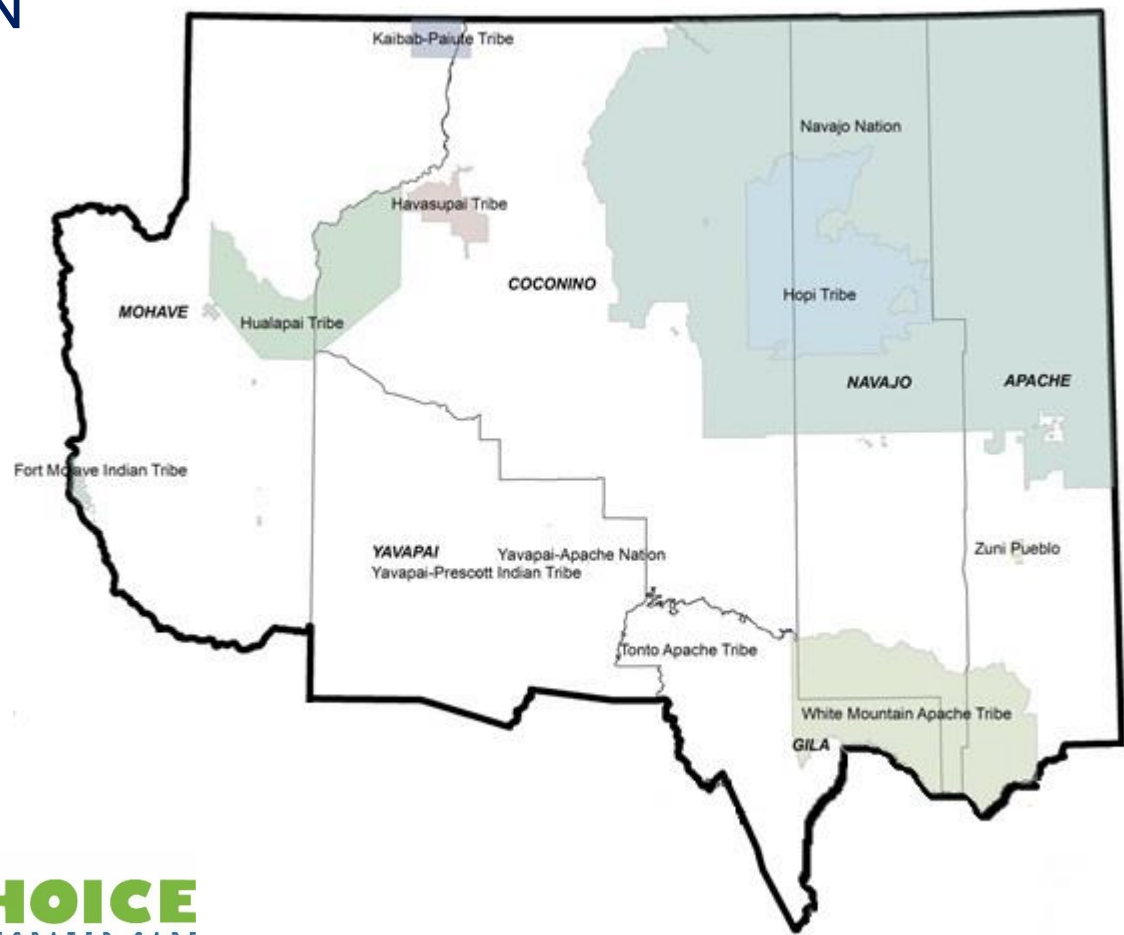 N
Kaibab-Paiute Tribe
Navajo Nation
Havasupai Tribe
COCONINO
Hopi Tribe
MOHAVE
Hualapai Tribe
NAVAJO
APACHE
Fort Mojave Indian Tribe
Zuni Pueblo
YAVAPAI
Yavapai-Apache Nation
Yavapai-Prescott Indian Tribe
Tonto Apache Tribe
White Mountain Apache Tribe
GILA
HOICE